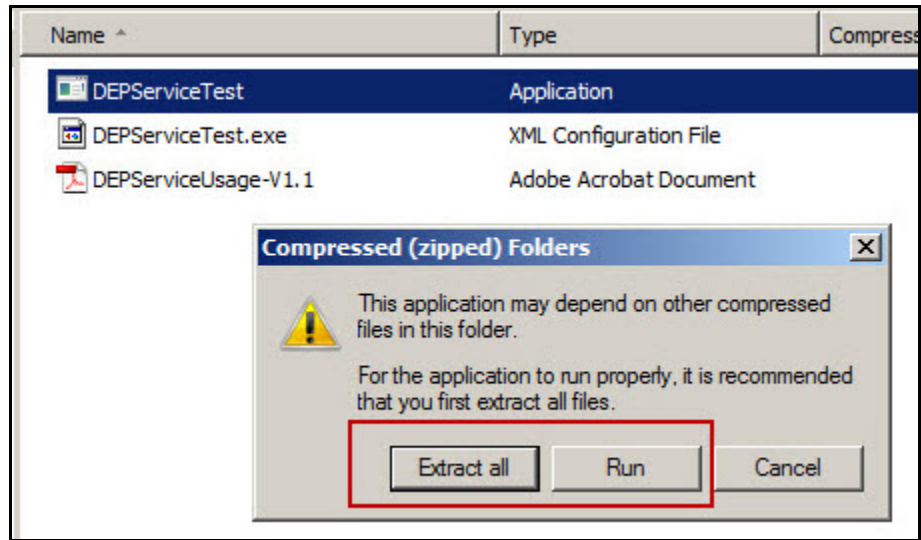 Name Type Compress
DEPServiceTest Application
DEPServiceTest.exe XML Configuration File
DEPServiceUsage-V1.1 Adobe Acrobat Document
Compressed (zipped) Folders
This application may depend on other compressed
files in this folder.
For the application to run properly, it is recommended
that you first extract all files.
Extract all Run Cancel